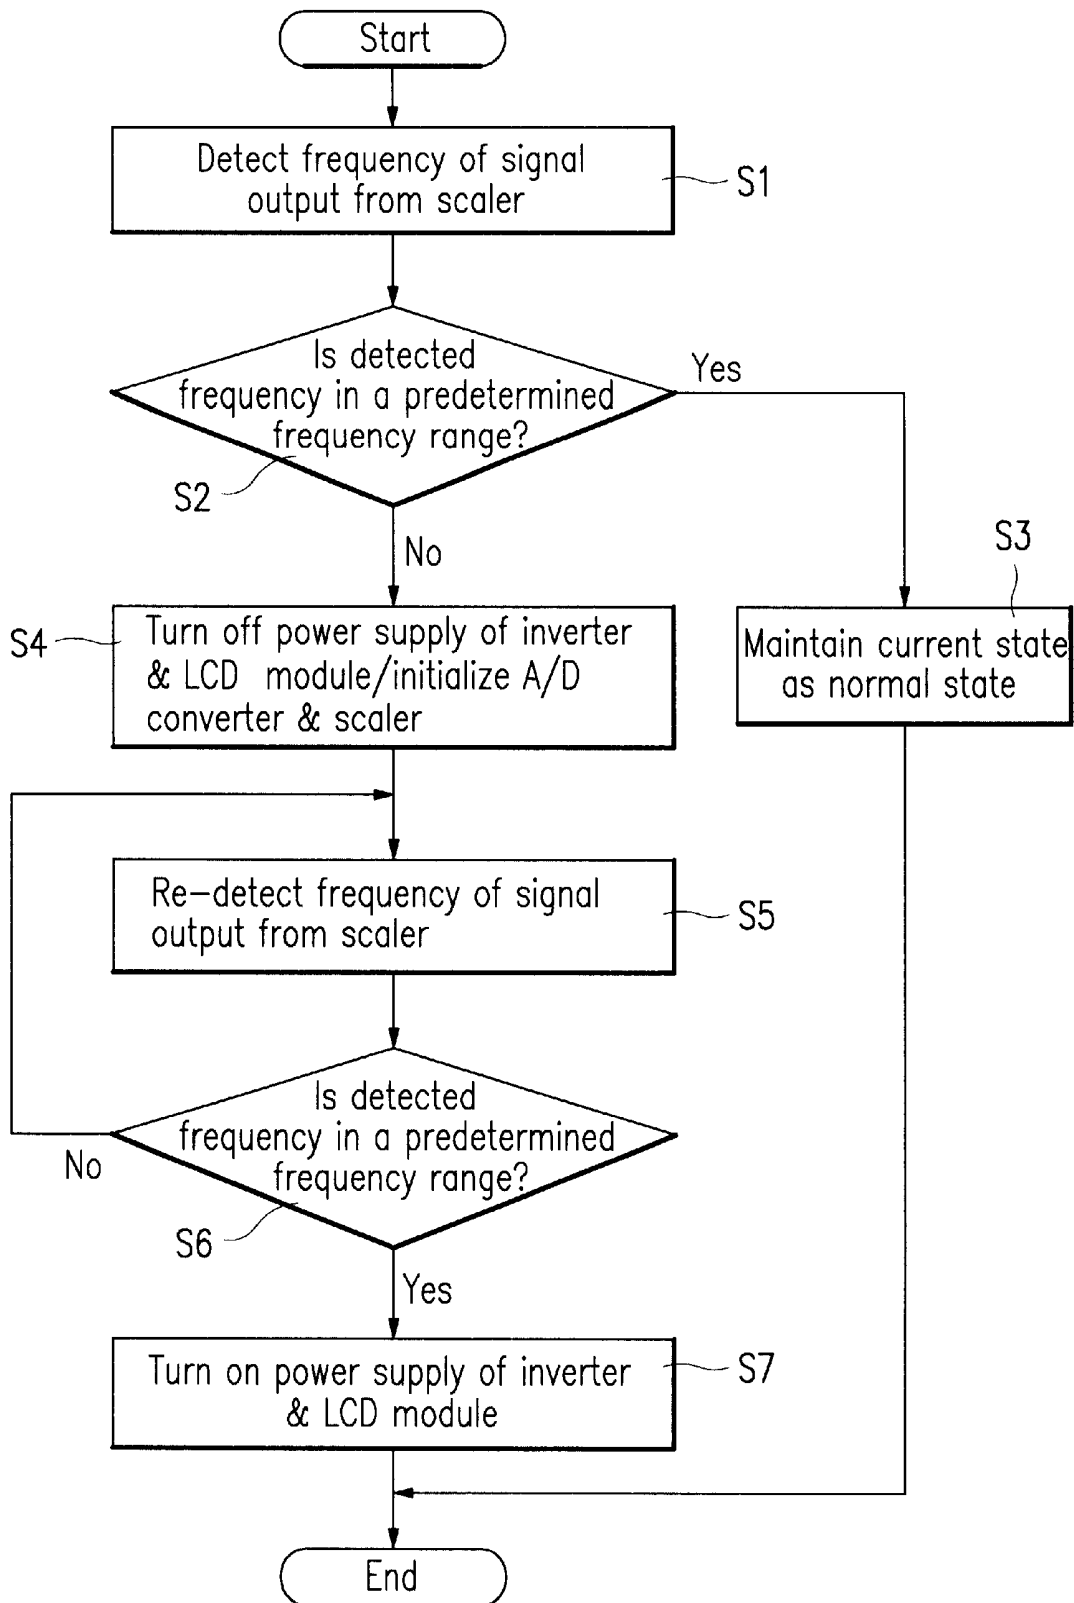 Start
Detect frequency of signal
output from scaler
S1
Is detected
frequency in a predetermined
frequency range?
Yes
S2
No
S3
Maintain current state
as normal state
S4
Turn off power supply of inverter
& LCD module/initialize A/D
converter & scaler
Re-detect frequency of signal
output from scaler
S5
Is detected
frequency in a predetermined
frequency range?
No
S6
Yes
Turn on power supply of inverter
& LCD module
S7
End